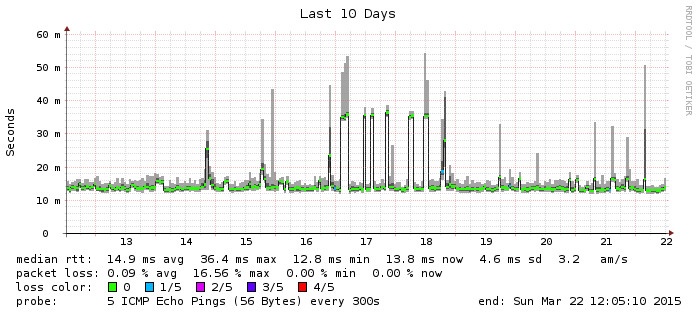 Last 10 Days
RRDTOOL / TOBI OETIKER
Seconds
60 m
50 m
40 m
30 m
20 m
10 m
0
13 14 15 16 17 18 19 20 21 22
median rtt: 14.9 ms avg 36.4 ms max 12.8 ms min 13.8 ms now 4.6 ms sd 3.2 am/s
packet loss: 0.09 % avg 16.56 % max 0.00 % min 0.00 % now
loss color: 0 1/5 2/5 3/5 4/5
probe: 5 ICMP Echo Pings (56 Bytes) every 300s end: Sun Mar 22 12:05:10 2015